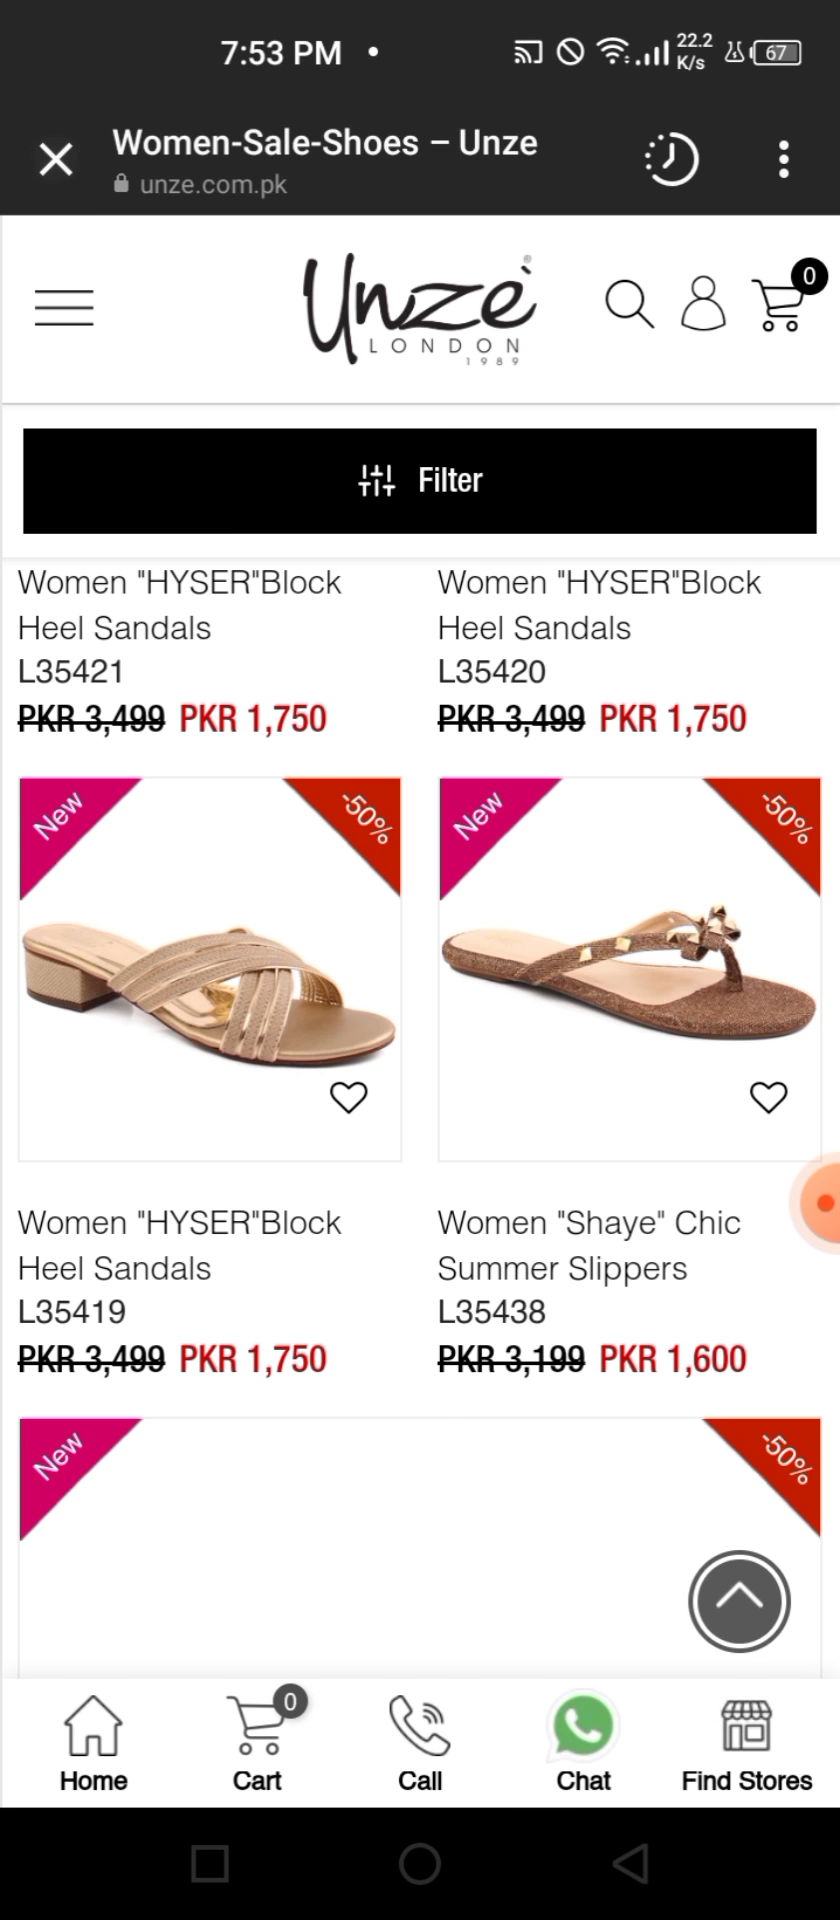 7:53 PM
22.2
K/s
67
Women-Sale-Shoes – Unze
unze.com.pk
Unzè®
LONDON
1989
0
Filter
Women "HYSER"Block
Heel Sandals
L35421
PKR 3,499 PKR 1,750
Women "HYSER"Block
Heel Sandals
L35420
PKR 3,499 PKR 1,750
New
-50%
New
-50%
Women "HYSER"Block
Heel Sandals
L35419
PKR 3,499 PKR 1,750
Women "Shaye" Chic
Summer Slippers
L35438
PKR 3,199 PKR 1,600
New
-50%
0
Home
Cart
Call
Chat
Find Stores